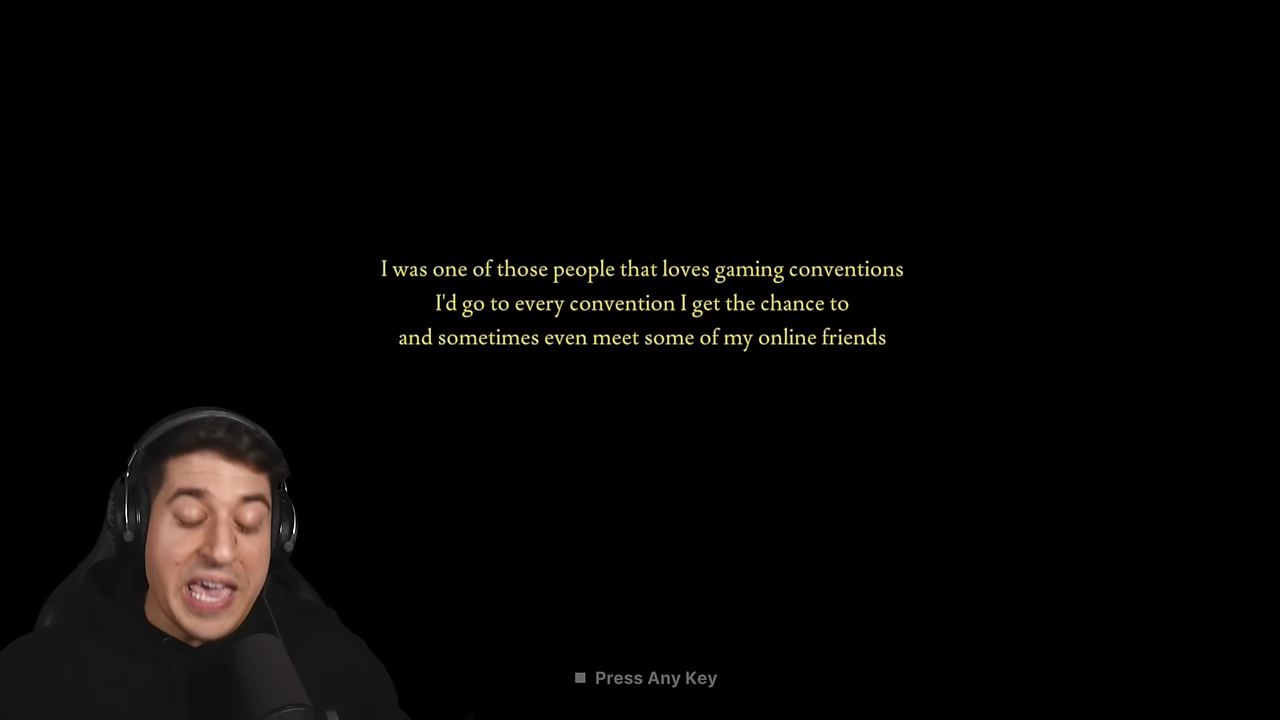 I was one of those people that loves gaming conventions
I'd go to every convention I get the chance to
and sometimes even meet some of my online friends
Press Any Key